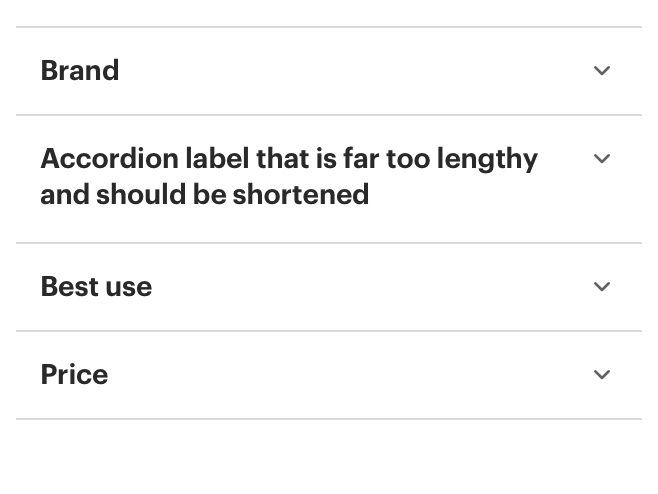 Brand
Accordion label that is far too lengthy
and should be shortened
Best use
Price